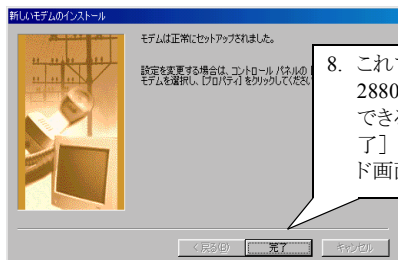 新しいモデムのインストール
モデムは正常にセットアップされました。
設定を変更する場合は、コントロール パネルの
モデムを選択し、[プロパティ] をクリックしてくださ
8. これ
2880
でき
了]
ド画
< 戻る(B)
完了
キャンセル